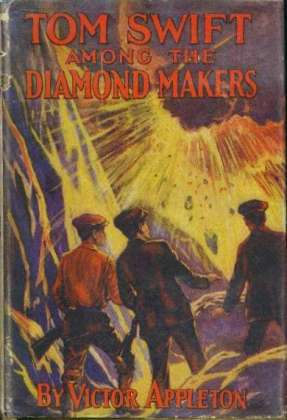 TOM SWIFT
AMONG THE
DIAMOND MAKERS
BY VICTOR APPLETON